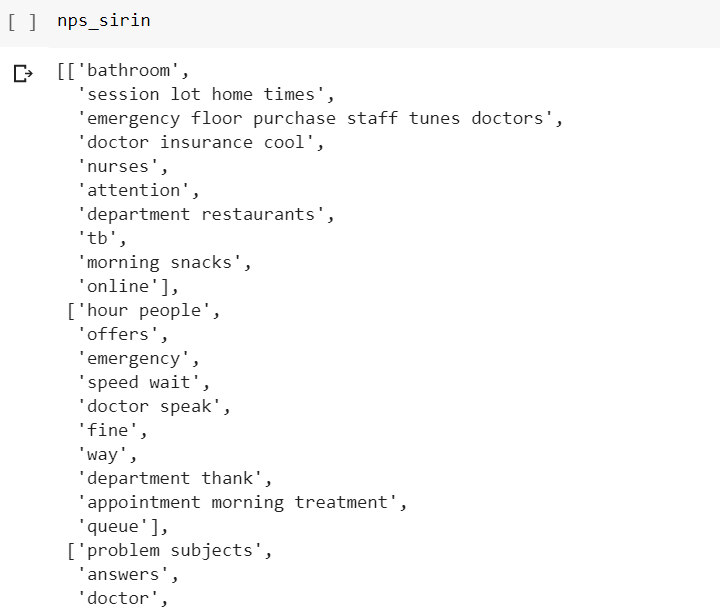 [ ] nps_sirin
[['bathroom',
'session lot home times',
'emergency floor purchase staff tunes doctors',
'doctor insurance cool',
'nurses',
'attention',
'department restaurants',
'tb',
'morning snacks',
'online'],
['hour people',
'offers',
'emergency',
'speed wait',
'doctor speak',
'fine',
'way',
'department thank',
'appointment morning treatment',
'queue'],
['problem subjects',
'answers',
'doctor',